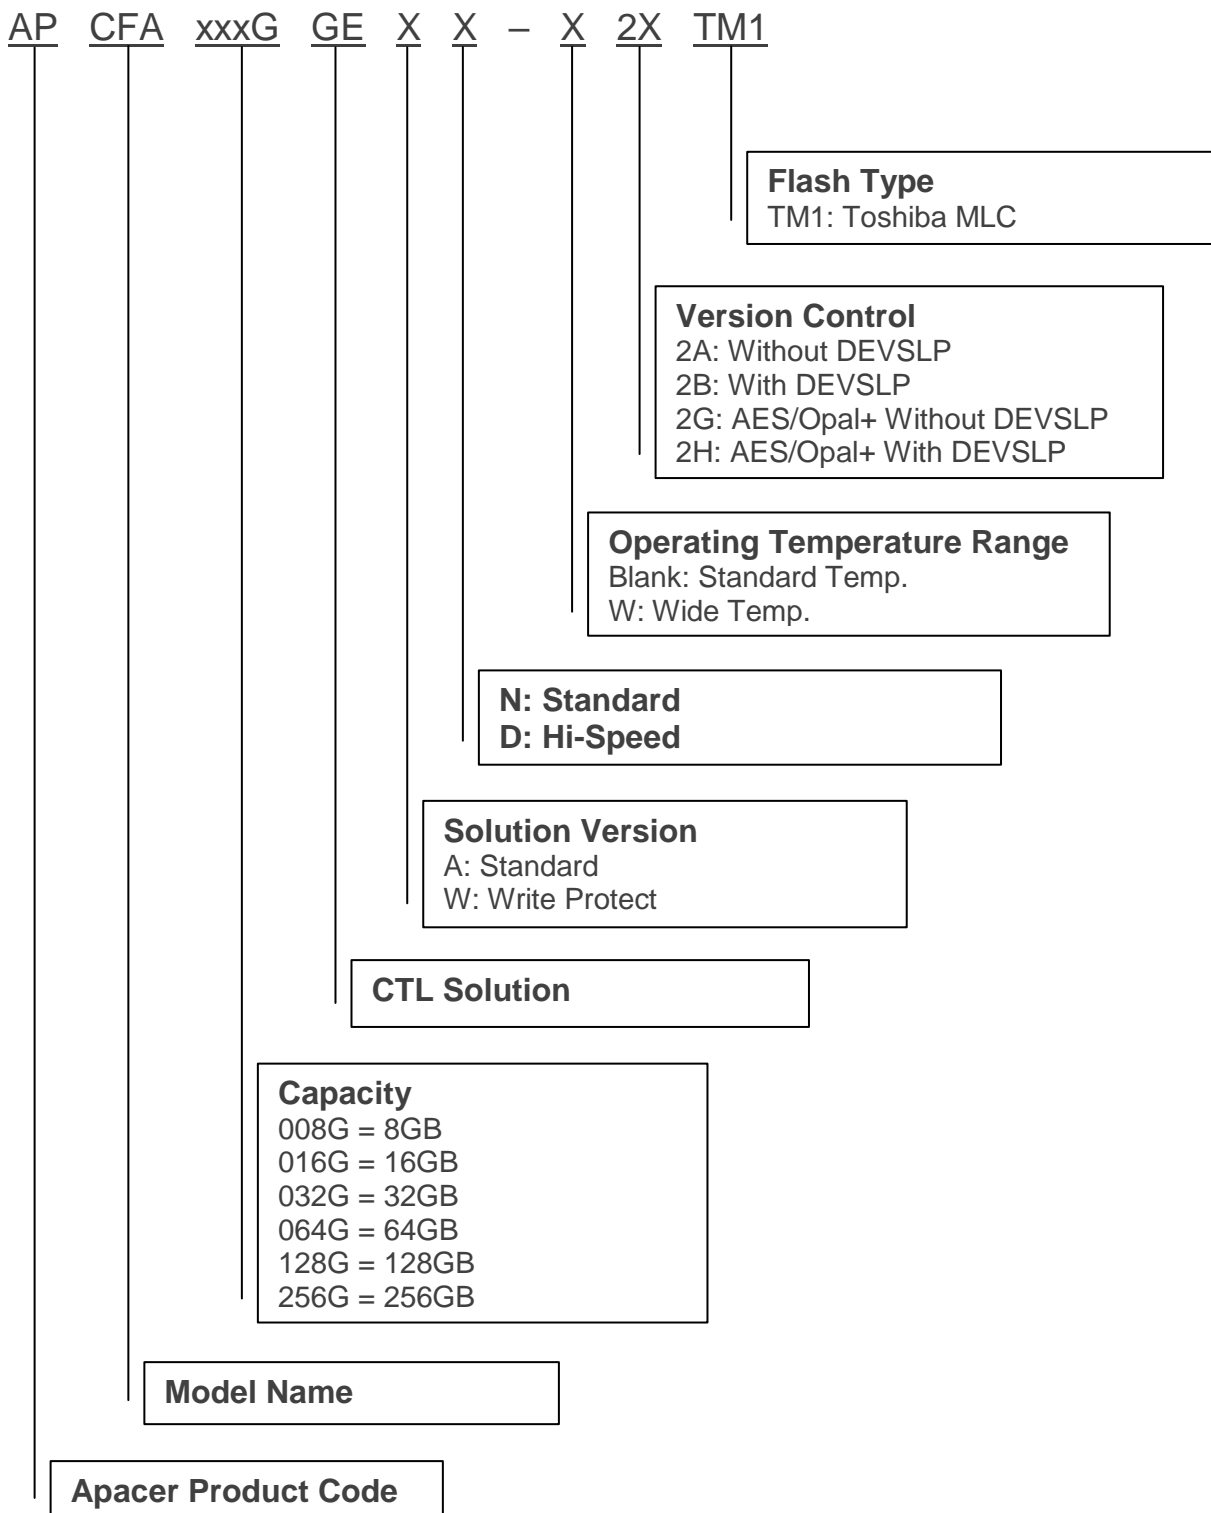 AP CFA xxxG GE X X – X 2X TM1
Flash Type
TM1: Toshiba MLC
Version Control
2A: Without DEVSLP
2B: With DEVSLP
2G: AES/Opal+ Without DEVSLP
2H: AES/Opal+ With DEVSLP
Operating Temperature Range
Blank: Standard Temp.
W: Wide Temp.
N: Standard
D: Hi-Speed
Solution Version
A: Standard
W: Write Protect
CTL Solution
Capacity
008G = 8GB
016G = 16GB
032G = 32GB
064G = 64GB
128G = 128GB
256G = 256GB
Model Name
Apacer Product Code